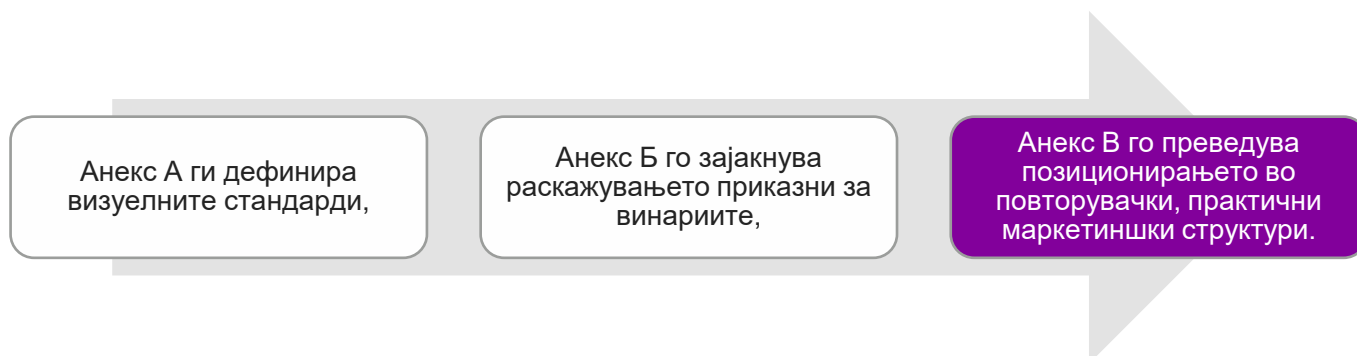 Анекс А ги дефинира
визуелните стандарди,
Анекс Б го зајакнува
раскажувањето приказни за
винариите,
Анекс В го преведува
позиционирањето во
повторувачки, практични
маркетиншки структури.